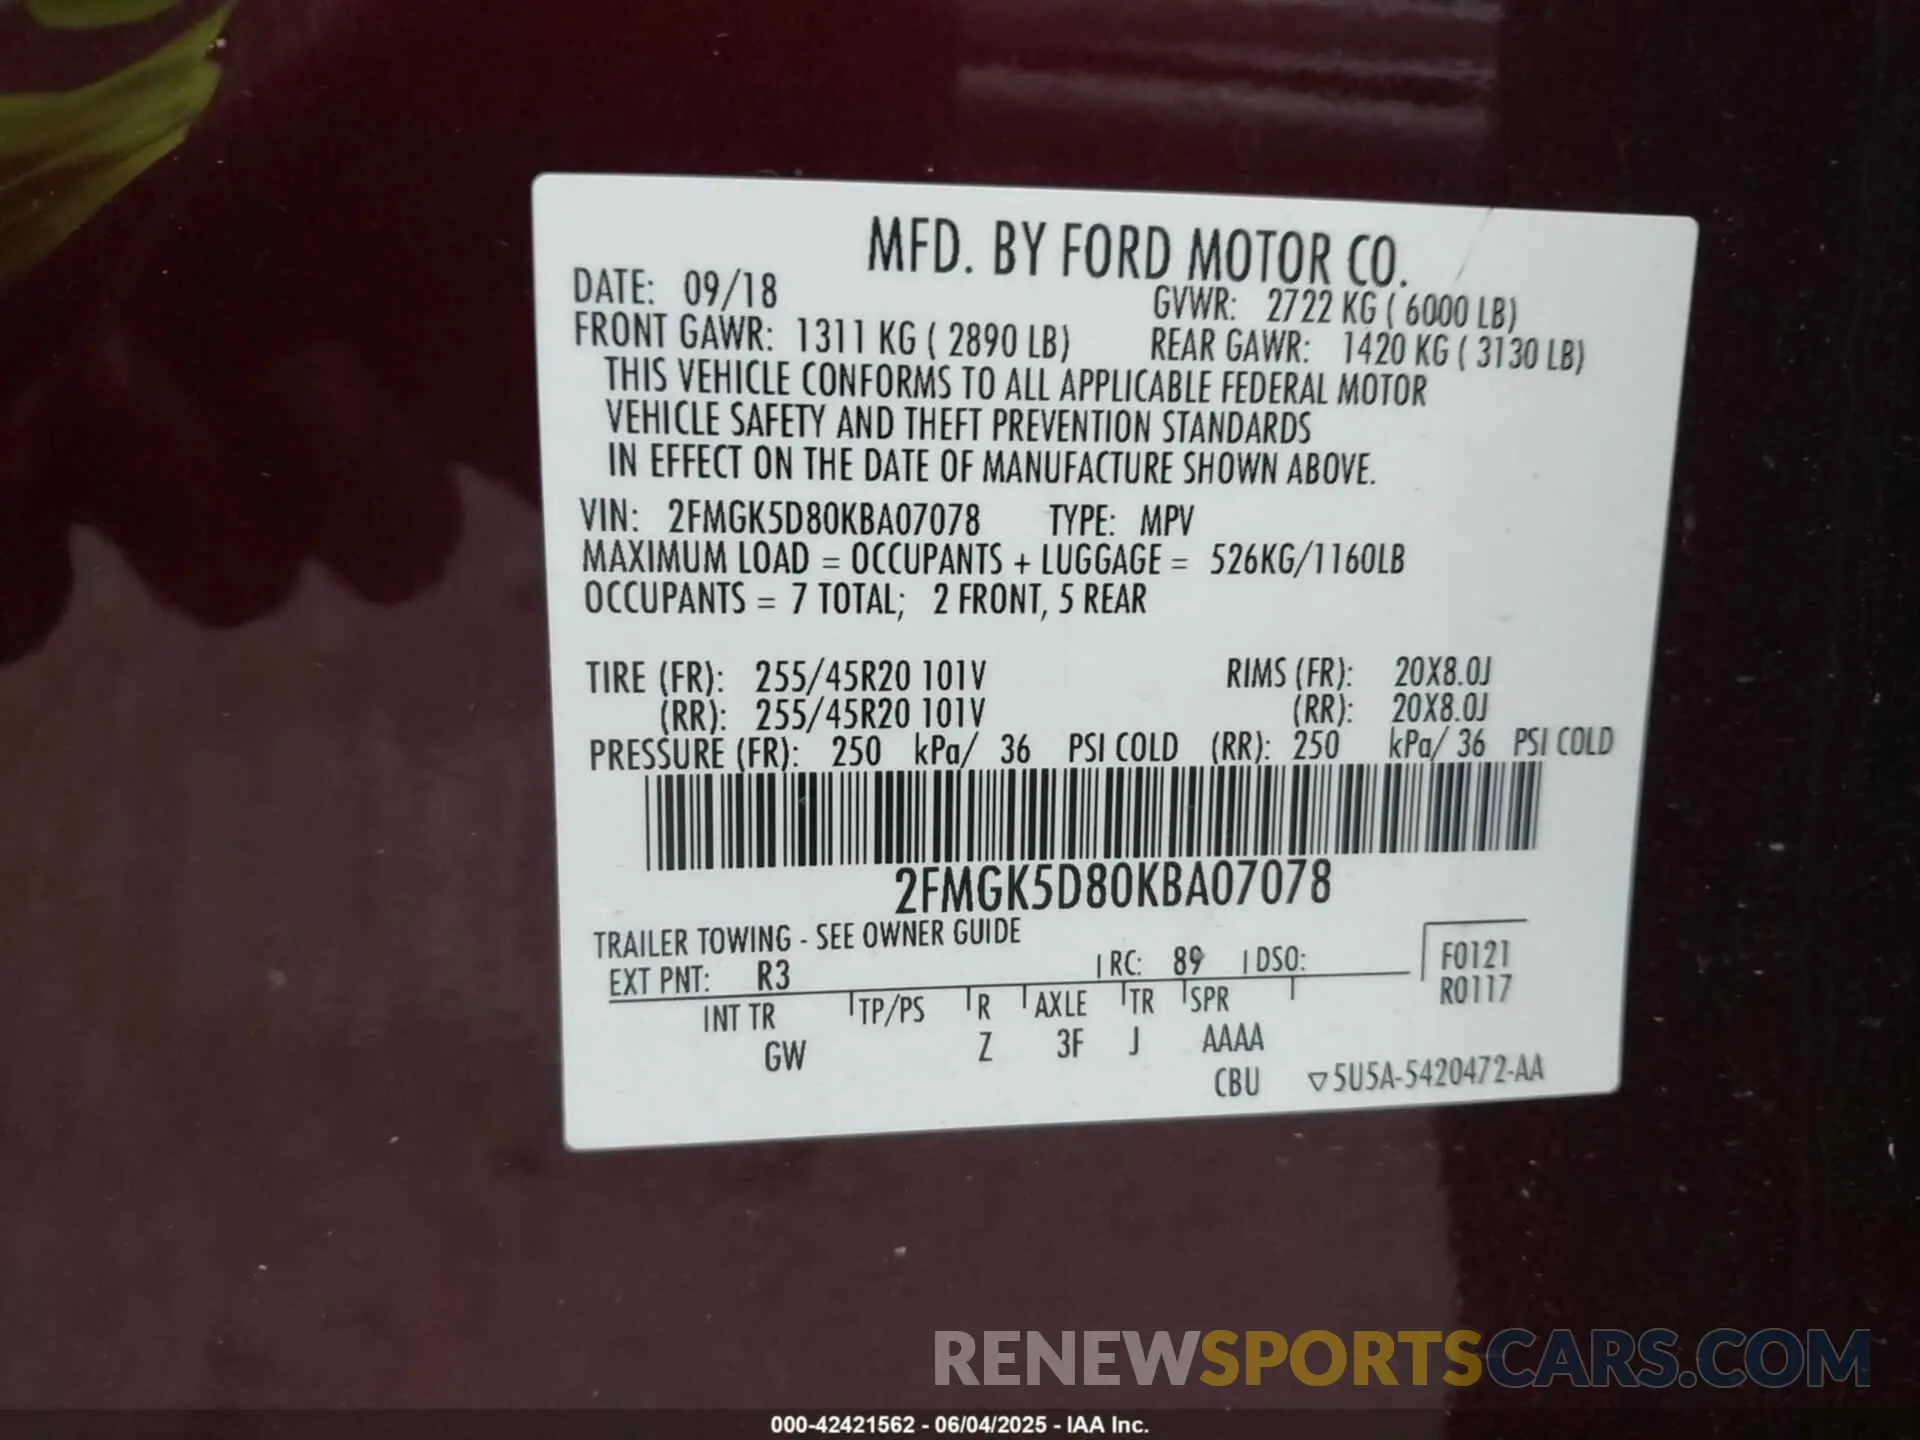 MFD. BY FORD MOTOR CO.
DATE: 09/18 GVWR: 2722 KG ( 6000 LB)
FRONT GAWR: 1311 KG ( 2890 LB) REAR GAWR: 1420 KG ( 3130 LB)
THIS VEHICLE CONFORMS TO ALL APPLICABLE FEDERAL MOTOR
VEHICLE SAFETY AND THEFT PREVENTION STANDARDS
IN EFFECT ON THE DATE OF MANUFACTURE SHOWN ABOVE.
VIN: 2FMGK5D80KBA07078 TYPE: MPV
MAXIMUM LOAD = OCCUPANTS + LUGGAGE = 526KG/1160LB
OCCUPANTS = 7 TOTAL; 2 FRONT, 5 REAR
TIRE (FR): 255/45R20 101V RIMS (FR): 20X8.0J
(RR): 255/45R20 101V (RR): 20X8.0J
PRESSURE (FR): 250 kPa/ 36 PSI COLD (RR): 250 kPa/ 36 PSI COLD
2FMGK5D80KBA07078
TRAILER TOWING - SEE OWNER GUIDE
EXT PNT: R3 RC: 89 DSO: F0121
R0117
INT TR TP/PS R AXLE TR SPR
GW Z 3F J AAAA
CBU ▽5U5A-5420472-AA
RENEWSPORTSCARS.COM
000-42421562 - 06/04/2025 - IAA Inc.